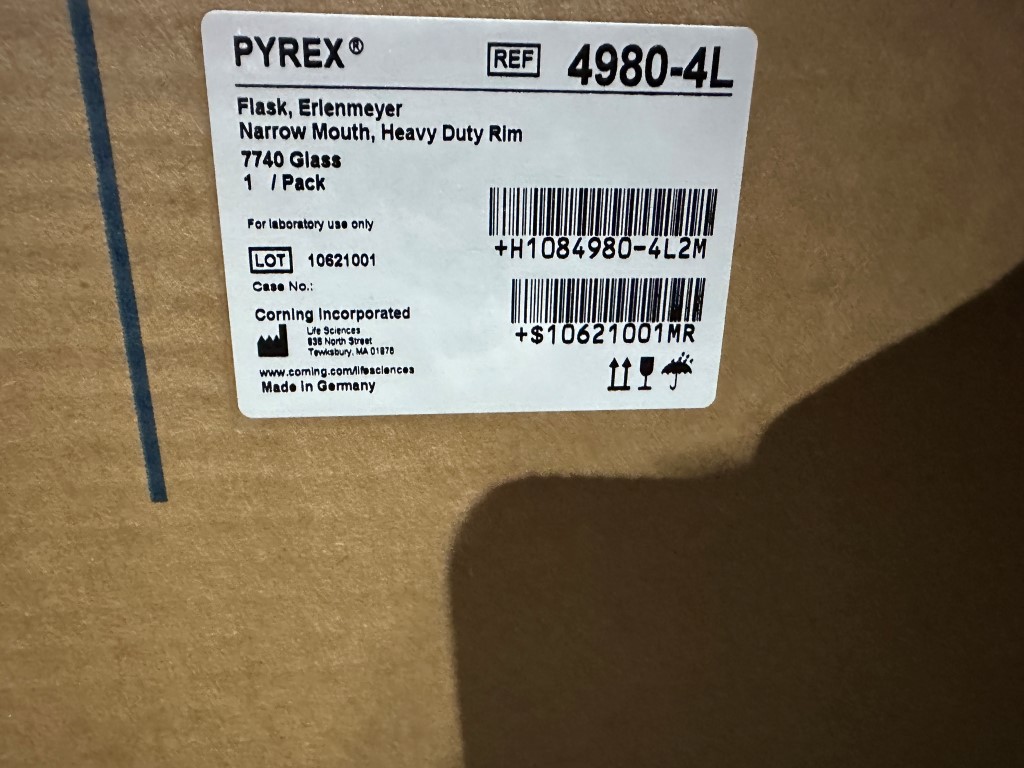 PYREX®
REF 4980-4L
Flask, Erlenmeyer
Narrow Mouth, Heavy Duty Rim
7740 Glass
1 / Pack
For laboratory use only
+H1084980-4L2M
LOT 10621001
Case No.:
+$10621001MR
Corning Incorporated
Life Sciences
836 North Street
Tewksbury, MA 01876
www.corning.com/lifesciences
Made in Germany